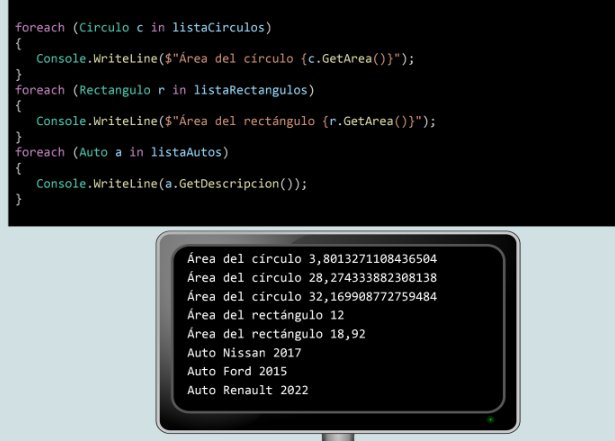 foreach (Circulo c in listaCirculos)
{
Console.WriteLine($"Área del círculo {c.GetArea()}");
}
foreach (Rectangulo r in listaRectangulos)
{
Console.WriteLine($"Área del rectángulo {r.GetArea()}");
}
foreach (Auto a in listaAutos)
{
Console.WriteLine(a.GetDescripcion());
}
Área del círculo 3,8013271108436504
Área del círculo 28,274333882308138
Área del círculo 32,169908772759484
Área del rectángulo 12
Área del rectángulo 18,92
Auto Nissan 2017
Auto Ford 2015
Auto Renault 2022